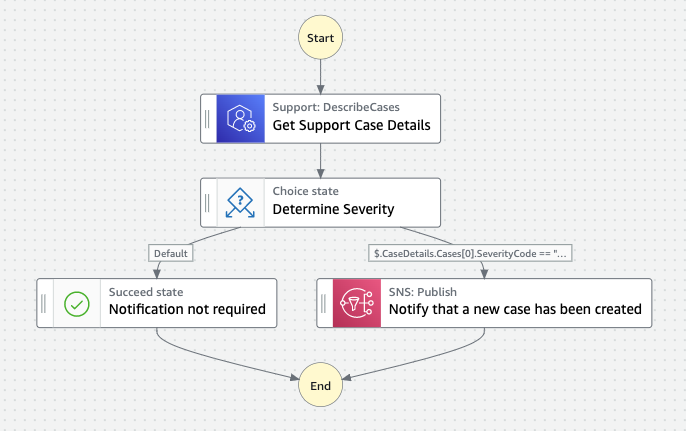 Start
Support: DescribeCases
Get Support Case Details
Choice state
Determine Severity
Default
$.CaseDetails.Cases[0].SeverityCode == "...
Succeed state
Notification not required
SNS: Publish
Notify that a new case has been created
End